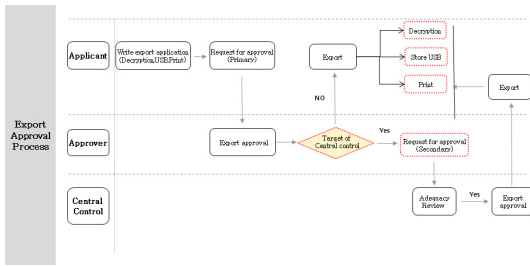 Export
Approval
Process
Applicant
Write export application
(Decryption,USB,Print)
Request for approval
(Primary)
Export
Decryption
Store USB
Print
Export
NO
Approver
Export approval
Target of
Central control
Yes
Request for approval
(Secondary)
Central
Control
Adequacy
Review
Yes
Export
approval